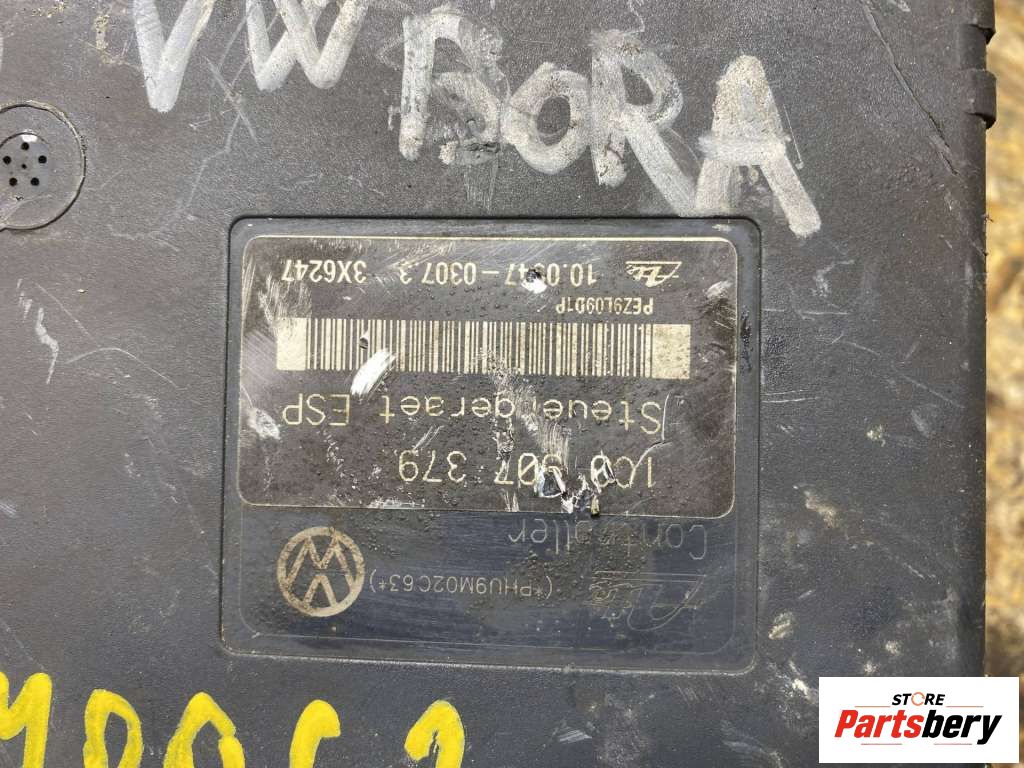 VW BORA
(*PHU9M02C63*)
Controller
1C0 907 379
Steuergeraet ESP
PEZ9L09D1P
10.0947-0307.3 3X6247
STORE
Partsbery